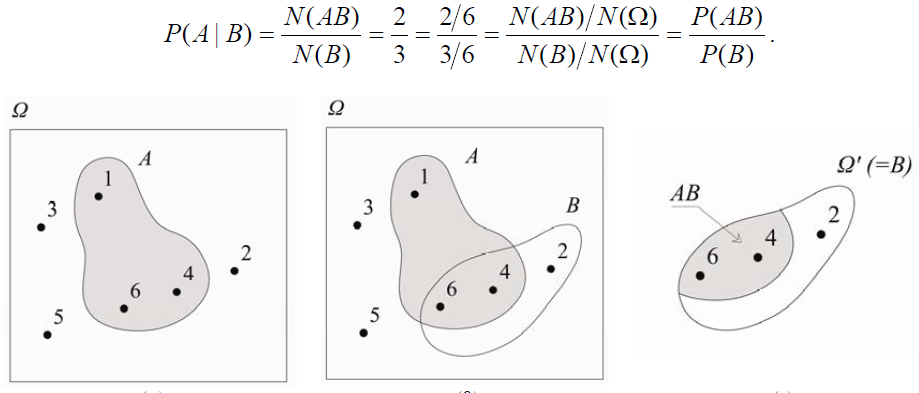 P(A | B) = N(AB)/N(B) = 2/3 = 2/6 / 3/6 = N(AB)/N(Ω) / N(B)/N(Ω) = P(AB)/P(B) .
Ω
A
1
3
2
4
6
5
Ω
A
1
B
3
2
4
6
5
Ω' (=B)
AB
2
4
6